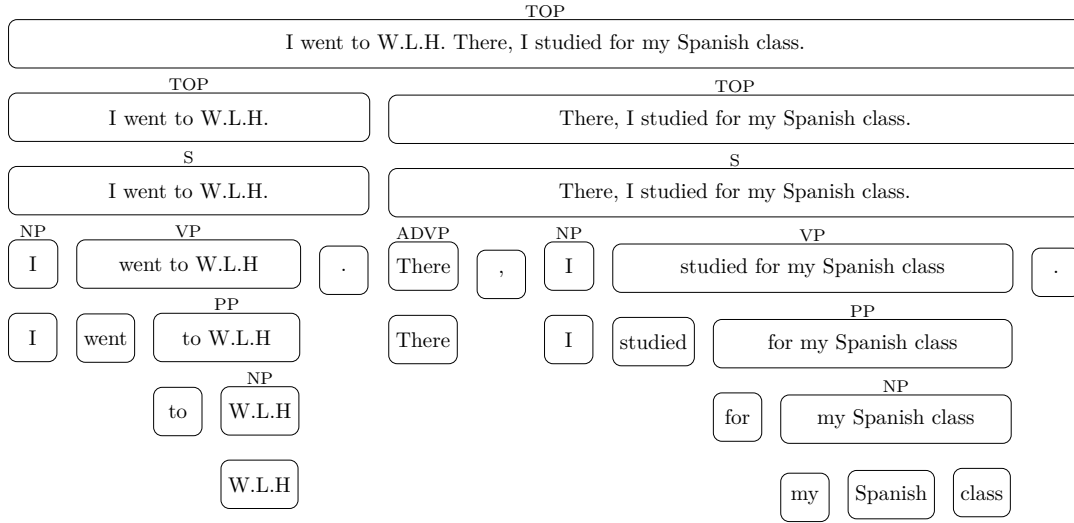 TOP
I went to W.L.H. There, I studied for my Spanish class.
TOP TOP
I went to W.L.H. There, I studied for my Spanish class.
S S
I went to W.L.H. There, I studied for my Spanish class.
NP VP ADVP NP VP
I went to W.L.H . There , I studied for my Spanish class .
PP PP
I went to W.L.H There I studied for my Spanish class
NP NP
to W.L.H for my Spanish class
W.L.H my Spanish class